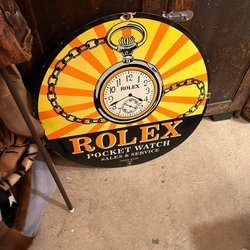 ROLEX
ROLEX
POCKET WATCH
SALES & SERVICE